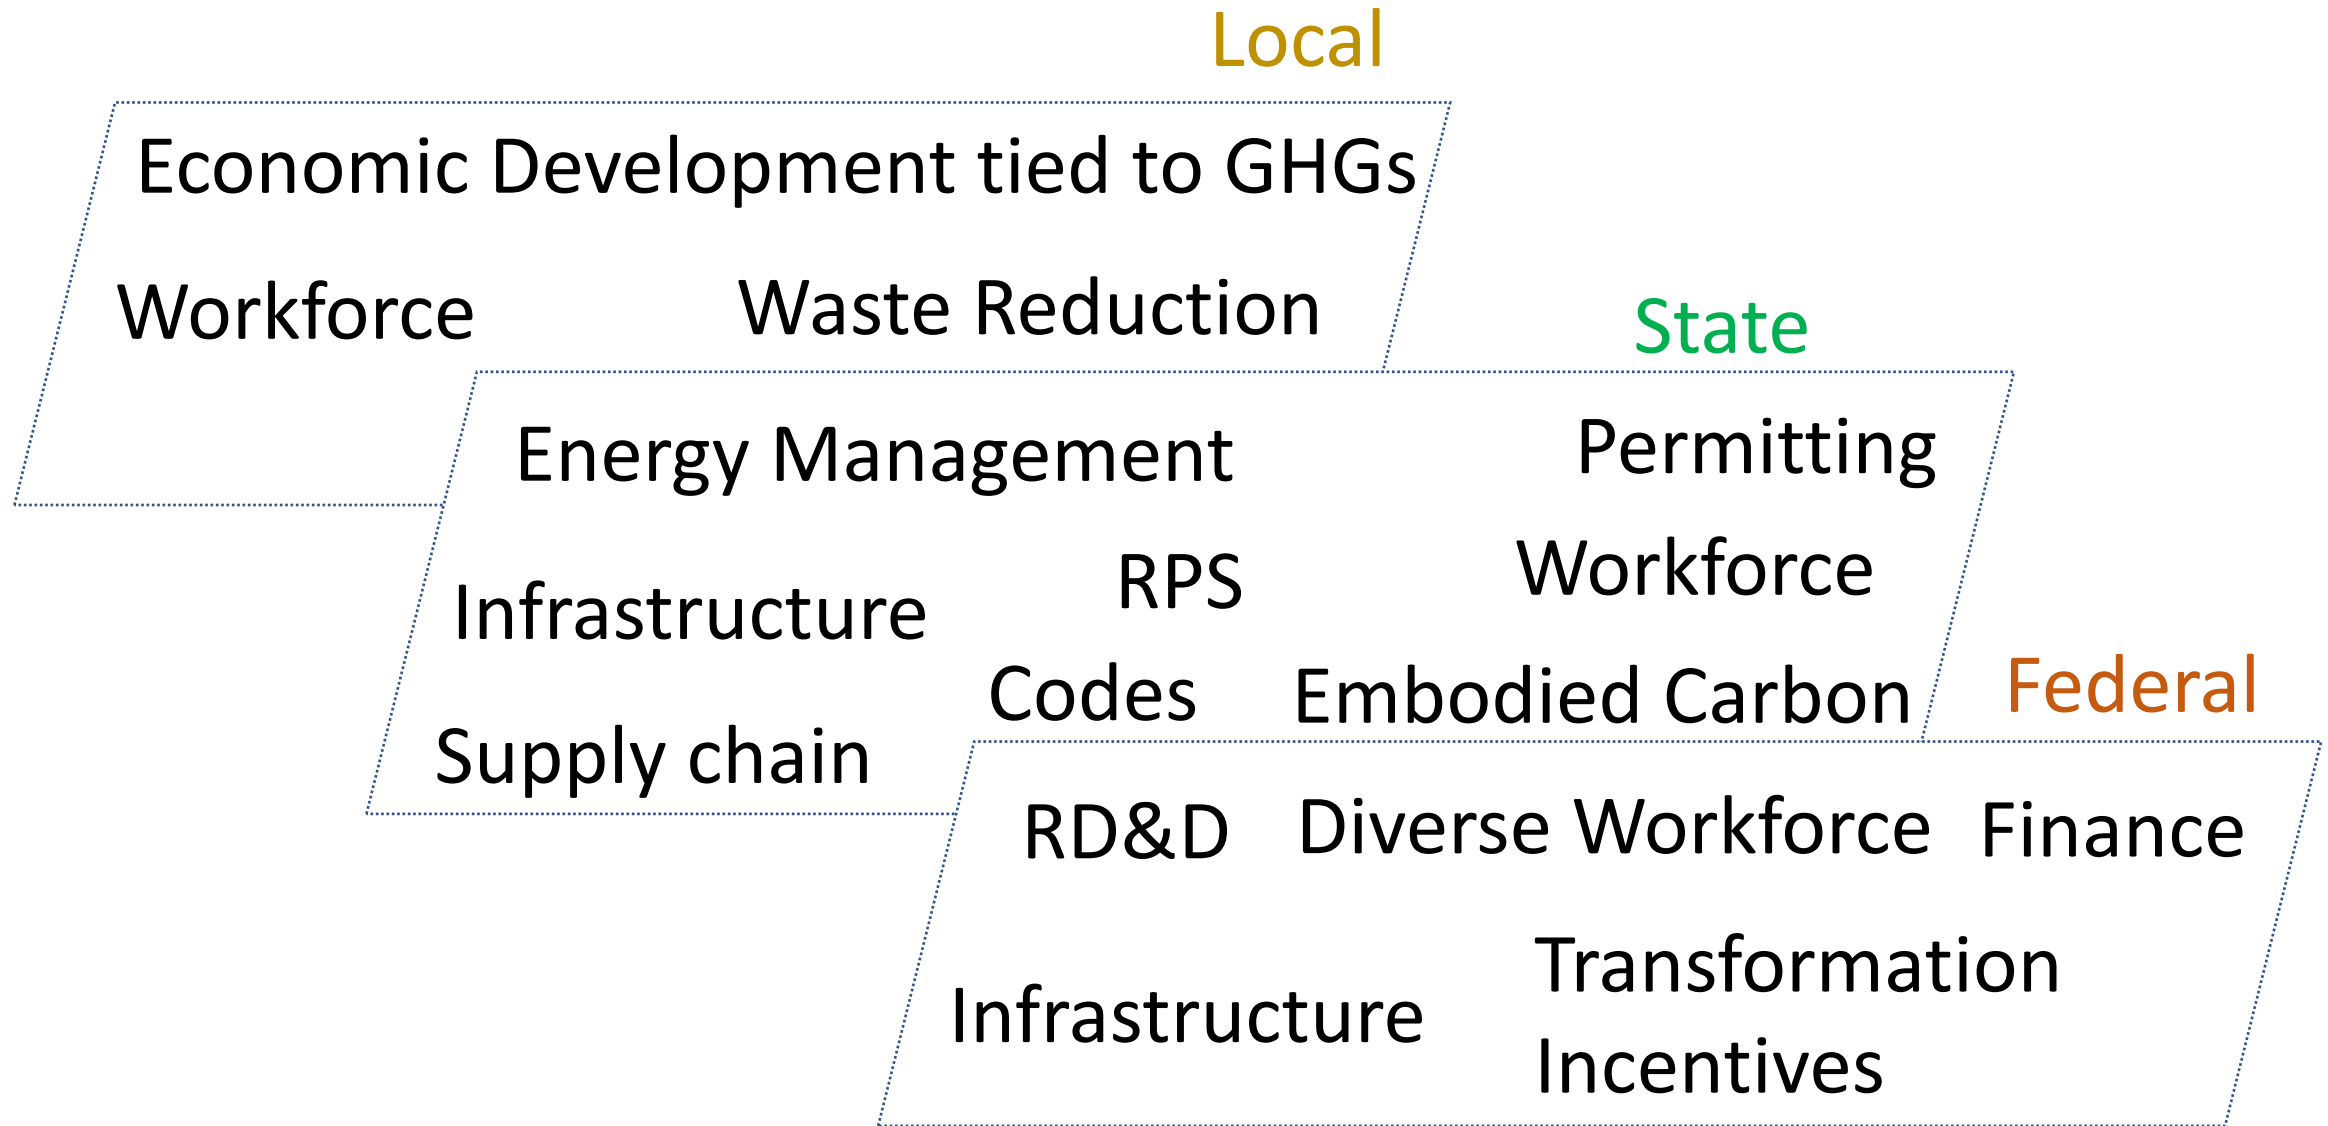 Local
Economic Development tied to GHGs
Workforce
Waste Reduction
State
Energy Management
Permitting
RPS
Workforce
Infrastructure
Codes
Embodied Carbon
Supply chain
Federal
RD&D
Diverse Workforce
Finance
Infrastructure
Transformation
Incentives